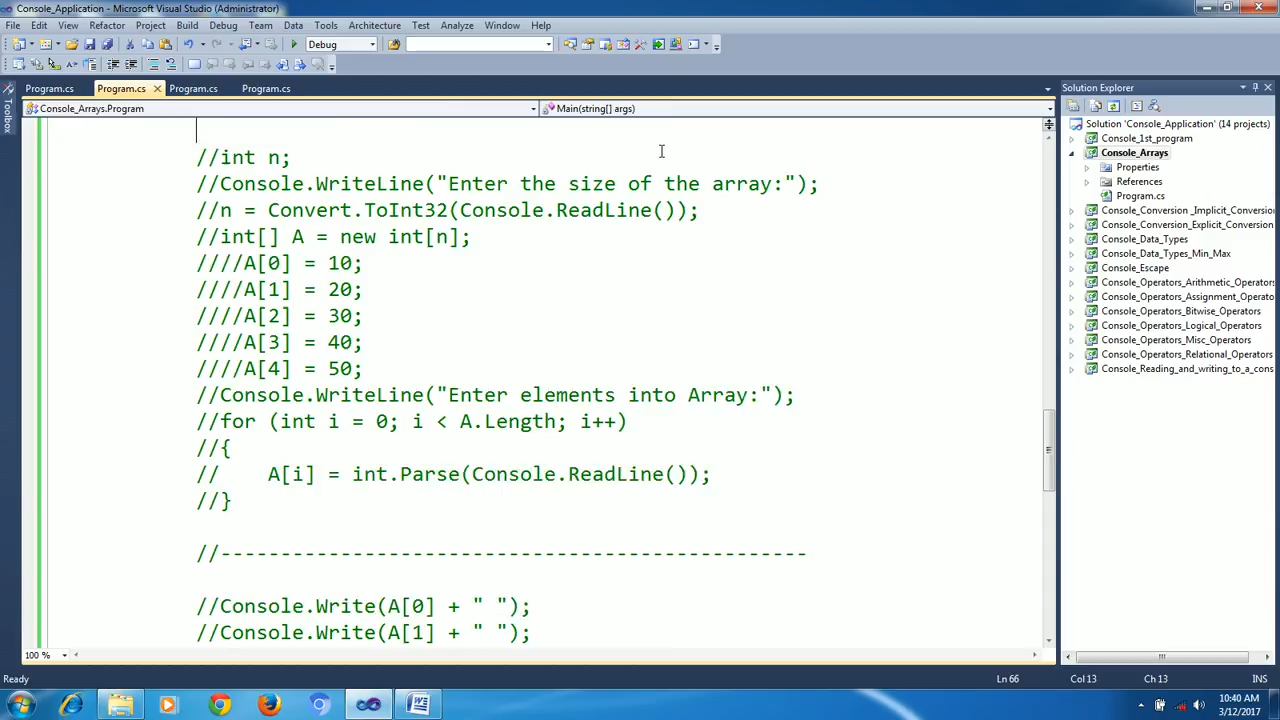 Console_Application - Microsoft Visual Studio (Administrator)
File Edit View Refactor Project Build Debug Team Data Tools Architecture Test Analyze Window Help
Debug
Program.cs Program.cs Program.cs Program.cs
Console_Arrays.Program Main(string[] args)
Toolbox
//int n;
//Console.WriteLine("Enter the size of the array:");
//n = Convert.ToInt32(Console.ReadLine());
//int[] A = new int[n];
////A[0] = 10;
////A[1] = 20;
////A[2] = 30;
////A[3] = 40;
////A[4] = 50;
//Console.WriteLine("Enter elements into Array:");
//for (int i = 0; i < A.Length; i++)
//{
//    A[i] = int.Parse(Console.ReadLine());
//}
//-------------------------------------------------
//Console.Write(A[0] + " ");
//Console.Write(A[1] + " ");
100 %
Solution Explorer
Solution 'Console_Application' (14 projects)
Console_1st_program
Console_Arrays
Properties
References
Program.cs
Console_Conversion _Implicit_Conversio
Console_Conversion_Explicit_Conversion
Console_Data_Types
Console_Data_Types_Min_Max
Console_Escape
Console_Operators_Arithmetic_Operators
Console_Operators_Assignment_Operato
Console_Operators_Bitwise_Operators
Console_Operators_Logical_Operators
Console_Operators_Misc_Operators
Console_Operators_Relational_Operators
Console_Reading_and_writing_to_a_cons
Ready Ln 66 Col 13 Ch 13 INS
10:40 AM
3/12/2017